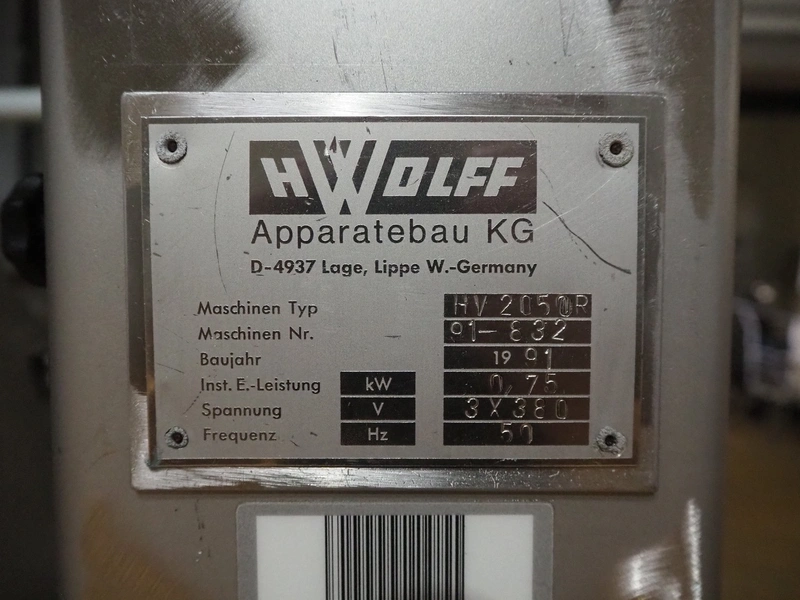 HWOLFF
Apparatebau KG
D-4937 Lage, Lippe W.-Germany
Maschinen Typ HV 2050R
Maschinen Nr. 91-832
Baujahr 1991
Inst. E.-Leistung kW 0,75
Spannung V 3X380
Frequenz Hz 50